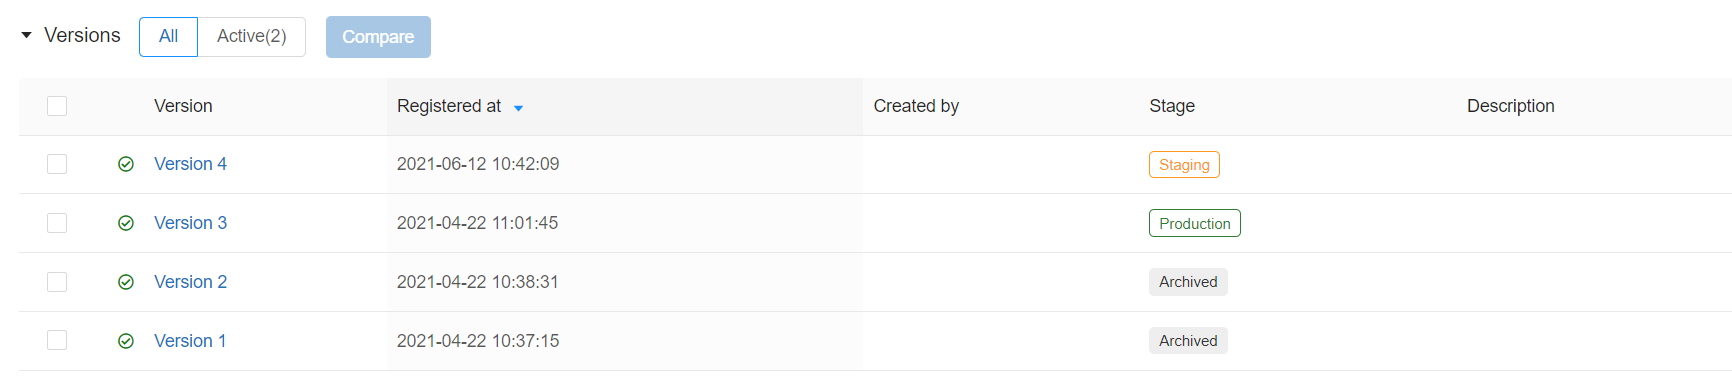 Versions All Active(2) Compare
Version Registered at Created by Stage Description
Version 4 2021-06-12 10:42:09 Staging
Version 3 2021-04-22 11:01:45 Production
Version 2 2021-04-22 10:38:31 Archived
Version 1 2021-04-22 10:37:15 Archived